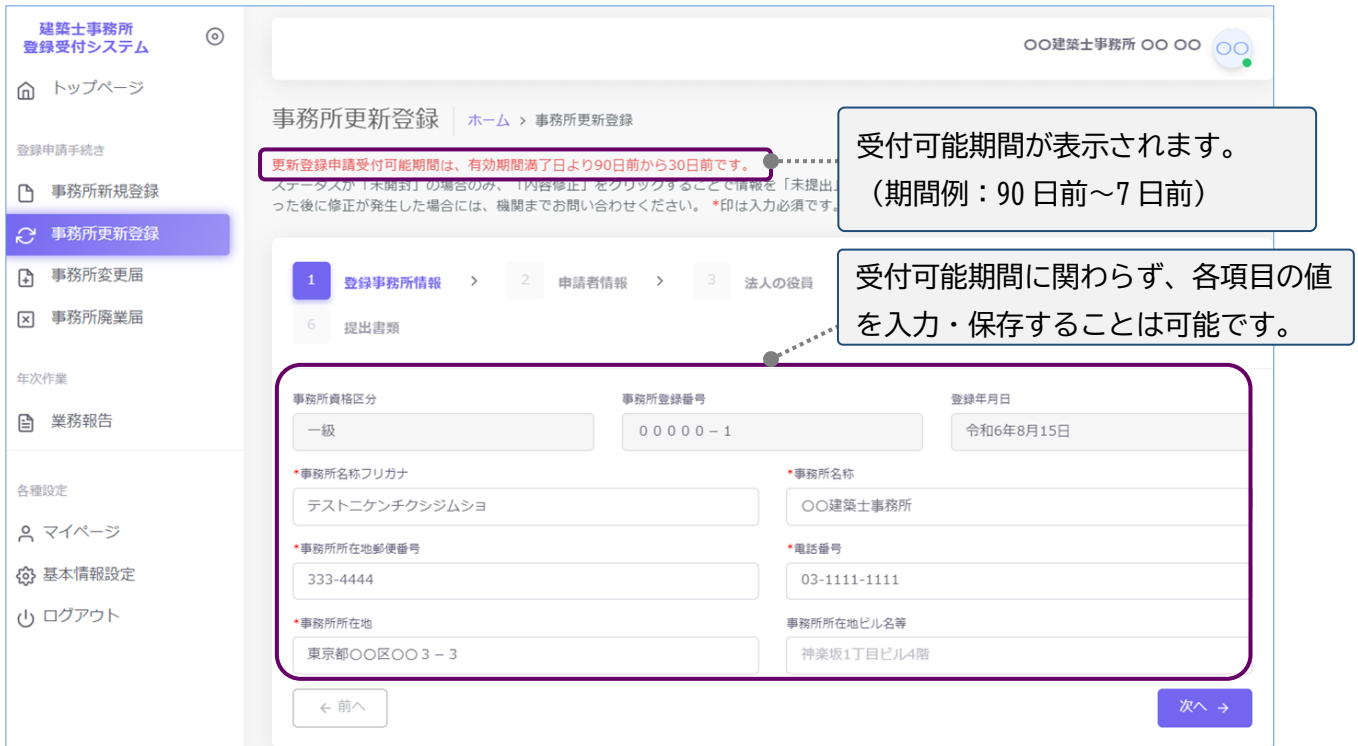 建築士事務所
登録受付システム
トップページ
登録申請手続き
事務所新規登録
事務所更新登録
事務所変更届
事務所廃業届
年次作業
業務報告
各種設定
マイページ
基本情報設定
ログアウト
〇〇建築士事務所 〇〇 〇〇
〇〇
事務所更新登録 ホーム > 事務所更新登録
更新登録申請受付可能期間は、有効期間満了日より90日前から30日前です。
ステータスが「未開封」の場合のみ、「内容修正」をクリックすることで情報を「未提出
った後に修正が発生した場合には、機関までお問い合わせください。 *印は入力必須です。
受付可能期間が表示されます。
（期間例：90日前～7日前）
受付可能期間に関わらず、各項目の値
を入力・保存することは可能です。
1 登録事務所情報 > 2 申請者情報 > 3 法人の役員
6 提出書類
事務所資格区分 事務所登録番号 登録年月日
一級 ０００００－１ 令和6年8月15日
*事務所名称フリガナ *事務所名称
テストニケンチクシジムショ 〇〇建築士事務所
*事務所所在地郵便番号 *電話番号
333-4444 03-1111-1111
*事務所所在地 事務所所在地ビル名等
東京都〇〇区〇〇３－３ 神楽坂1丁目ビル4階
← 前へ 次へ →